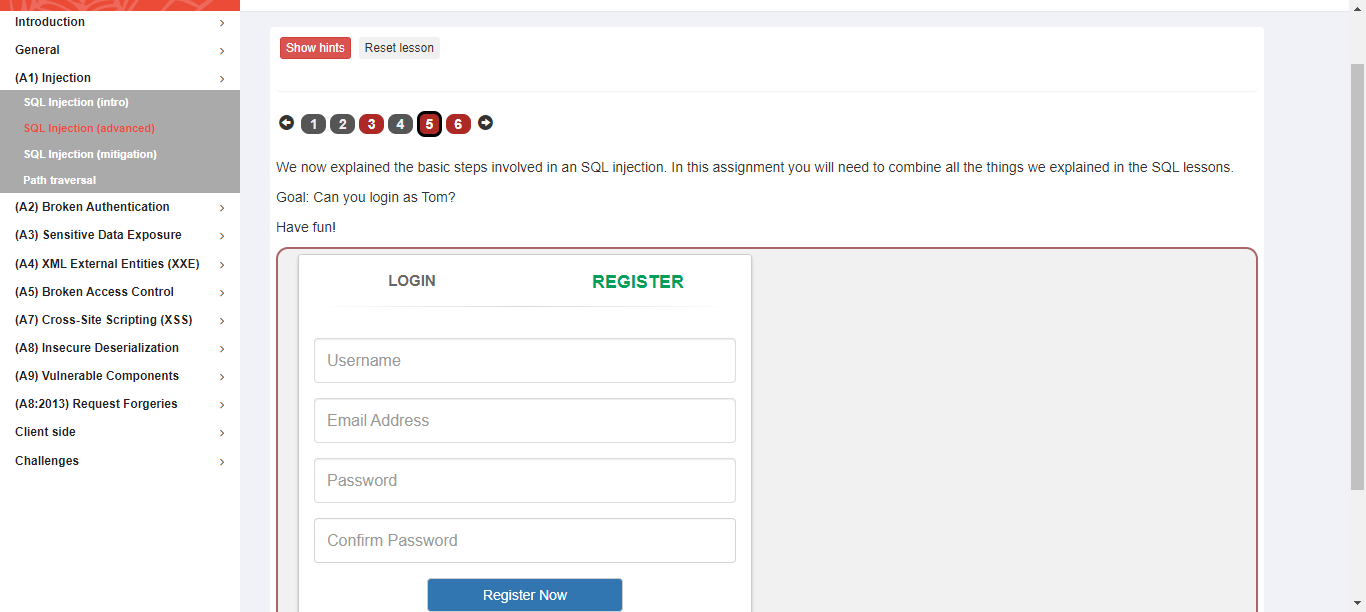 Introduction
General
(A1) Injection
SQL Injection (intro)
SQL Injection (advanced)
SQL Injection (mitigation)
Path traversal
(A2) Broken Authentication
(A3) Sensitive Data Exposure
(A4) XML External Entities (XXE)
(A5) Broken Access Control
(A7) Cross-Site Scripting (XSS)
(A8) Insecure Deserialization
(A9) Vulnerable Components
(A8:2013) Request Forgeries
Client side
Challenges
Show hints Reset lesson
1 2 3 4 5 6
We now explained the basic steps involved in an SQL injection. In this assignment you will need to combine all the things we explained in the SQL lessons.
Goal: Can you login as Tom?
Have fun!
LOGIN REGISTER
Username
Email Address
Password
Confirm Password
Register Now